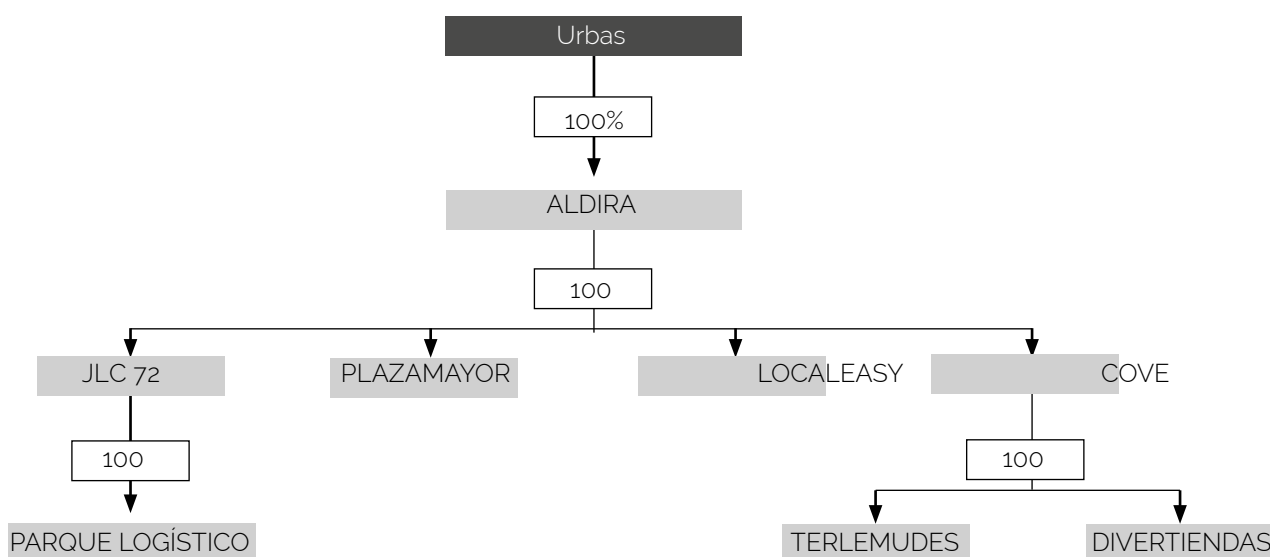 Urbas
100%
ALDIRA
100
JLC 72
PLAZAMAYOR
LOCALEASY
COVE
100
100
PARQUE LOGÍSTICO
TERLEMUDES
DIVERTIENDAS